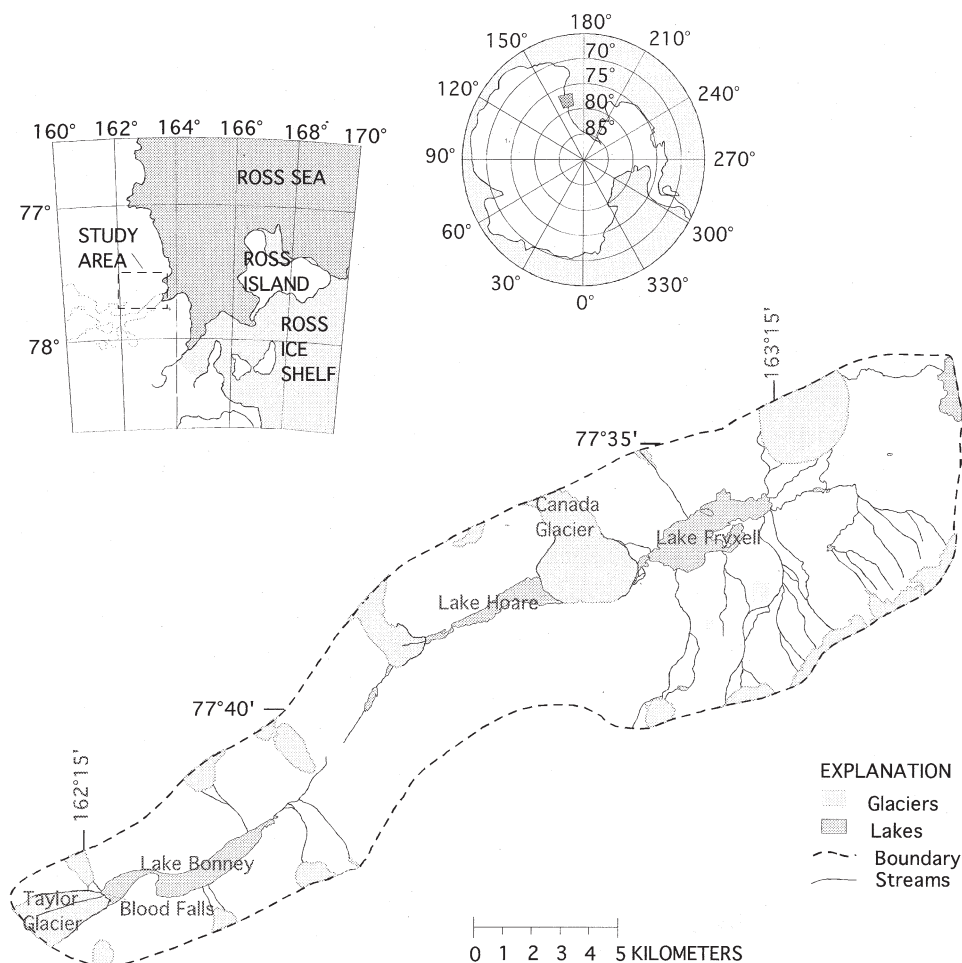 180°
150°
210°
70°
75°
120°
240°
80°
85°
90°
270°
60°
300°
30°
330°
0°
160° 162° 164° 166° 168° 170°
ROSS SEA
77°
STUDY
AREA
ROSS
ISLAND
ROSS
ICE
SHELF
78°
163°15'
77°35'
Canada
Glacier
Lake Fryxell
Lake Hoare
77°40'
162°15'
Lake Bonney
Taylor
Glacier
Blood Falls
EXPLANATION
Glaciers
Lakes
Boundary
Streams
0 1 2 3 4 5 KILOMETERS